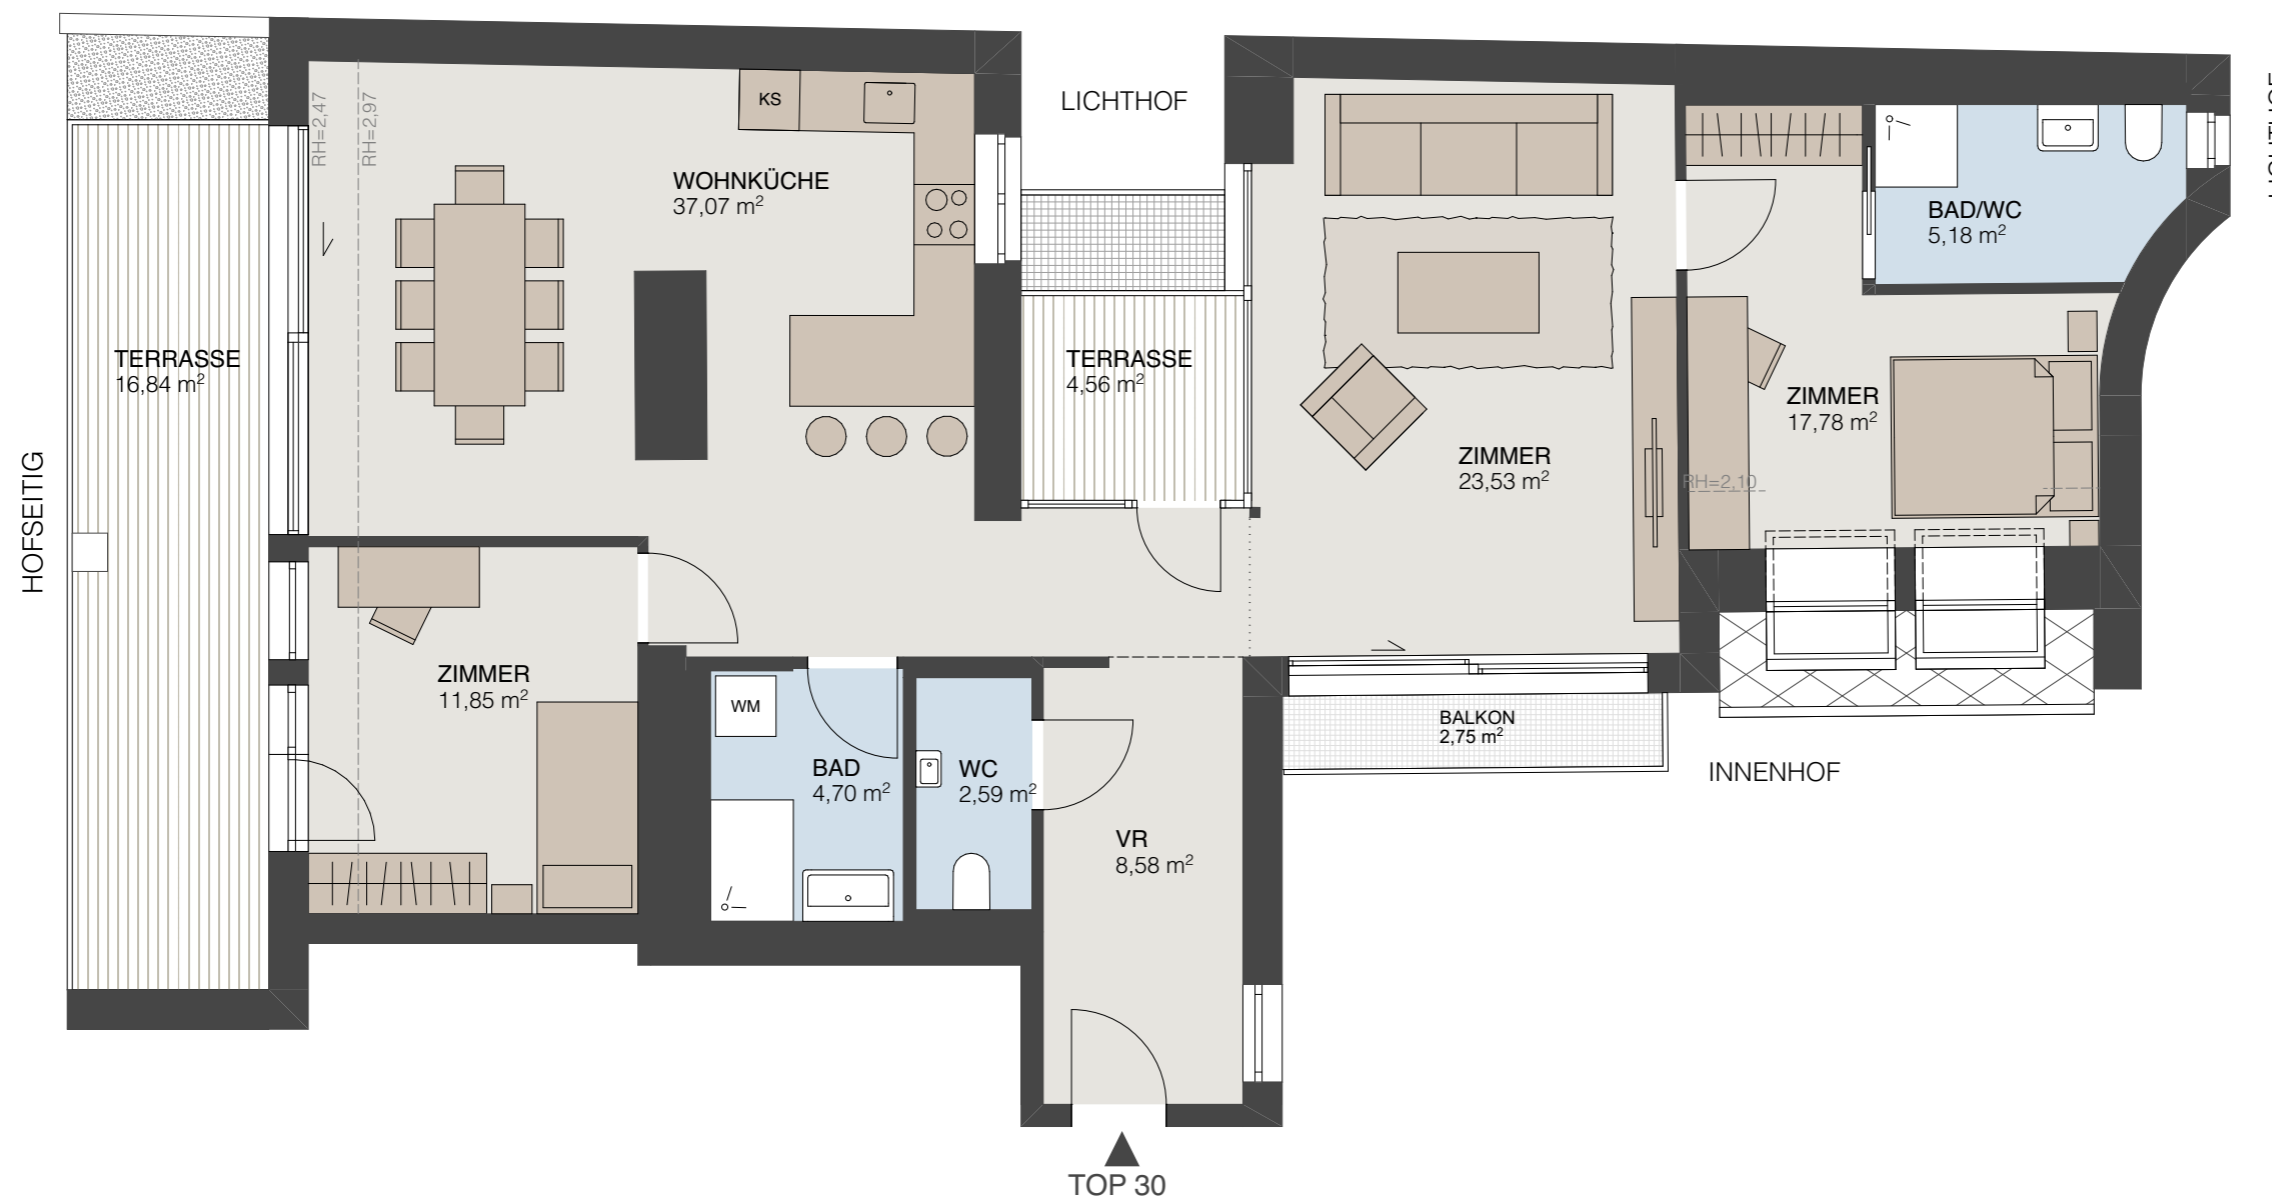 LICHTHOF
KS
RH=2,47
RH=2,97
WOHNKÜCHE
37,07 m²
BAD/WC
5,18 m²
TERRASSE
16,84 m²
TERRASSE
4,56 m²
ZIMMER
17,78 m²
ZIMMER
23,53 m²
RH=2,10
HOFSEITIG
ZIMMER
11,85 m²
WM
BALKON
2,75 m²
BAD
4,70 m²
WC
2,59 m²
INNENHOF
VR
8,58 m²
TOP 30